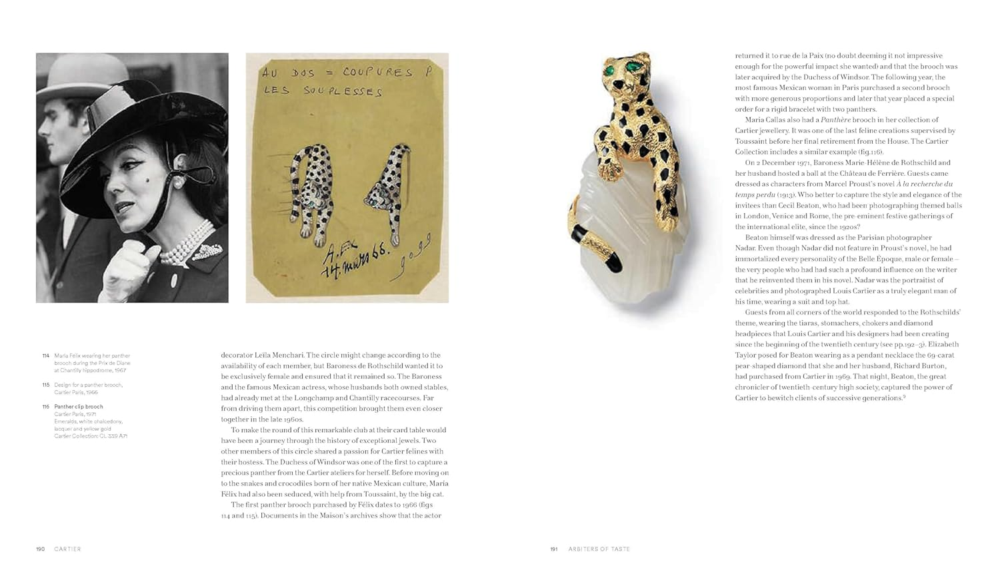 AU DOS = COUPURES P.
LES SOUPLESSES
A.EX
14.mars 66.
114 María Félix wearing her panther
brooch during the Prix de Diane
at Chantilly hippodrome, 1967
115 Design for a panther brooch,
Cartier Paris, 1966
116 Panther clip brooch
Cartier Paris, 1971
Emeralds, white chalcedony,
lacquer and yellow gold
Cartier Collection: CL 339 A71
decorator Leïla Menchari. The circle might change according to the
availability of each member, but Baroness de Rothschild wanted it to
be exclusively female and ensured that it remained so. The Baroness
and the famous Mexican actress, whose husbands both owned stables,
had already met at the Longchamp and Chantilly racecourses. Far
from driving them apart, this competition brought them even closer
together in the late 1960s.
To make the round of this remarkable club at their card table would
have been a journey through the history of exceptional jewels. Two
other members of this circle shared a passion for Cartier felines with
their hostess. The Duchess of Windsor was one of the first to capture a
precious panther from the Cartier ateliers for herself. Before moving on
to the snakes and crocodiles born of her native Mexican culture, María
Félix had also been seduced, with help from Toussaint, by the big cat.
The first panther brooch purchased by Félix dates to 1966 (figs
114 and 115). Documents in the Maison's archives show that the actor
190 CARTIER
returned it to rue de la Paix (no doubt deeming it not impressive
enough for the powerful impact she wanted) and that the brooch was
later acquired by the Duchess of Windsor. The following year, the
most famous Mexican woman in Paris purchased a second brooch
with more generous proportions and later that year placed a special
order for a rigid bracelet with two panthers.
Maria Callas also had a Panthère brooch in her collection of
Cartier jewellery. It was one of the last feline creations supervised by
Toussaint before her final retirement from the House. The Cartier
Collection includes a similar example (fig.116).
On 2 December 1971, Baroness Marie-Hélène de Rothschild and
her husband hosted a ball at the Château de Ferrière. Guests came
dressed as characters from Marcel Proust's novel À la recherche du
temps perdu (1913). Who better to capture the style and elegance of the
invitees than Cecil Beaton, who had been photographing themed balls
in London, Venice and Rome, the pre-eminent festive gatherings of
the international elite, since the 1920s?
Beaton himself was dressed as the Parisian photographer
Nadar. Even though Nadar did not feature in Proust's novel, he had
immortalized every personality of the Belle Époque, male or female –
the very people who had had such a profound influence on the writer
that he reinvented them in his novel. Nadar was the portraitist of
celebrities and photographed Louis Cartier as a truly elegant man of
his time, wearing a suit and top hat.
Guests from all corners of the world responded to the Rothschilds'
theme, wearing the tiaras, stomachers, chokers and diamond
headpieces that Louis Cartier and his designers had been creating
since the beginning of the twentieth century (see pp.192–3). Elizabeth
Taylor posed for Beaton wearing as a pendant necklace the 69-carat
pear-shaped diamond that she and her husband, Richard Burton,
had purchased from Cartier in 1969. That night, Beaton, the great
chronicler of twentieth-century high society, captured the power of
Cartier to bewitch clients of successive generations.⁹
191 ARBITERS OF TASTE